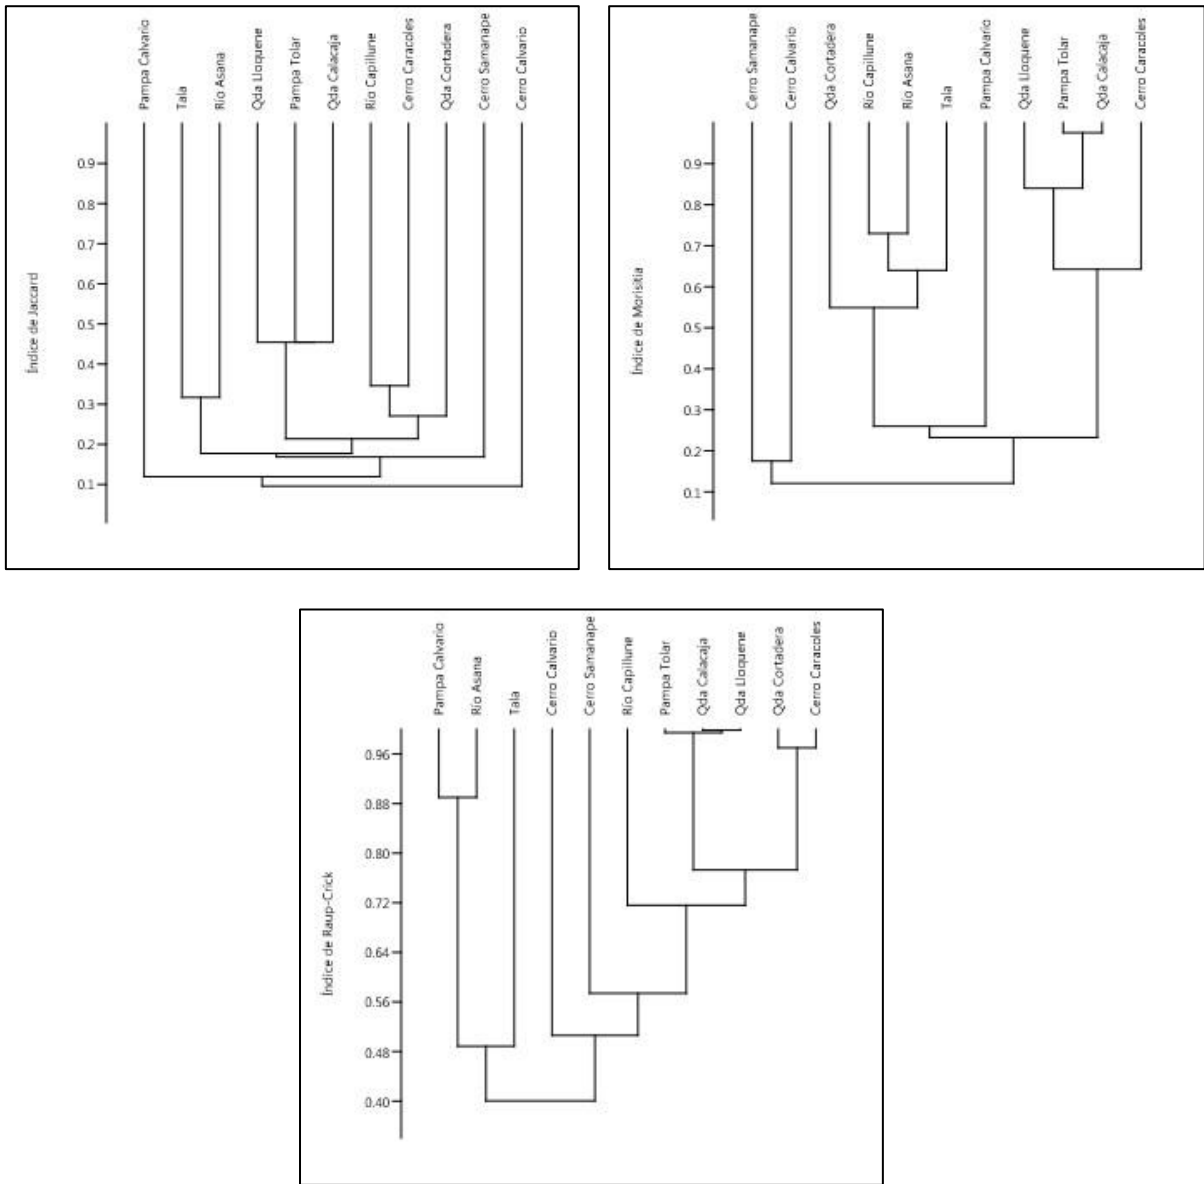 Pampa Calvario
Tala
Río Asana
Qda Lloquene
Pampa Tolar
Qda Calacaja
Río Capillune
Cerro Caracoles
Qda Cortadera
Cerro Samanape
Cerro Calvario
0.9
0.8
0.7
0.6
0.5
0.4
0.3
0.2
0.1
Índice de Jaccard
Cerro Samanape
Cerro Calvario
Qda Cortadera
Río Capillune
Río Asana
Tala
Pampa Calvario
Qda Lloquene
Pampa Tolar
Qda Calacaja
Cerro Caracoles
0.9
0.8
0.7
0.6
0.5
0.4
0.3
0.2
0.1
Índice de Morisitia
Pampa Calvario
Río Asana
Tala
Cerro Calvario
Cerro Samanape
Río Capillune
Pampa Tolar
Qda Calacaja
Qda Lloquene
Qda Cortadera
Cerro Caracoles
0.96
0.88
0.80
0.72
0.64
0.56
0.48
0.40
Índice de Raup-Crick